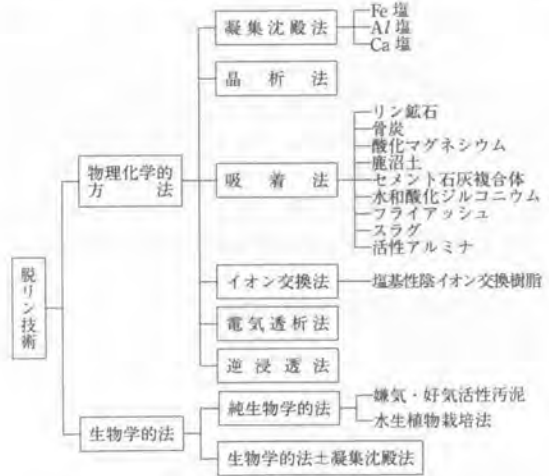 脱リン技術
物理化学的
方法
凝集沈殿法
Fe塩
Al塩
Ca塩
晶析法
吸着法
リン鉱石
骨炭
酸化マグネシウム
鹿沼土
セメント石灰複合体
水和酸化ジルコニウム
フライアッシュ
スラグ
活性アルミナ
イオン交換法
塩基性陰イオン交換樹脂
電気透析法
逆浸透法
生物学的法
純生物学的法
嫌気・好気活性汚泥
水生植物栽培法
生物学的法土凝集沈殿法